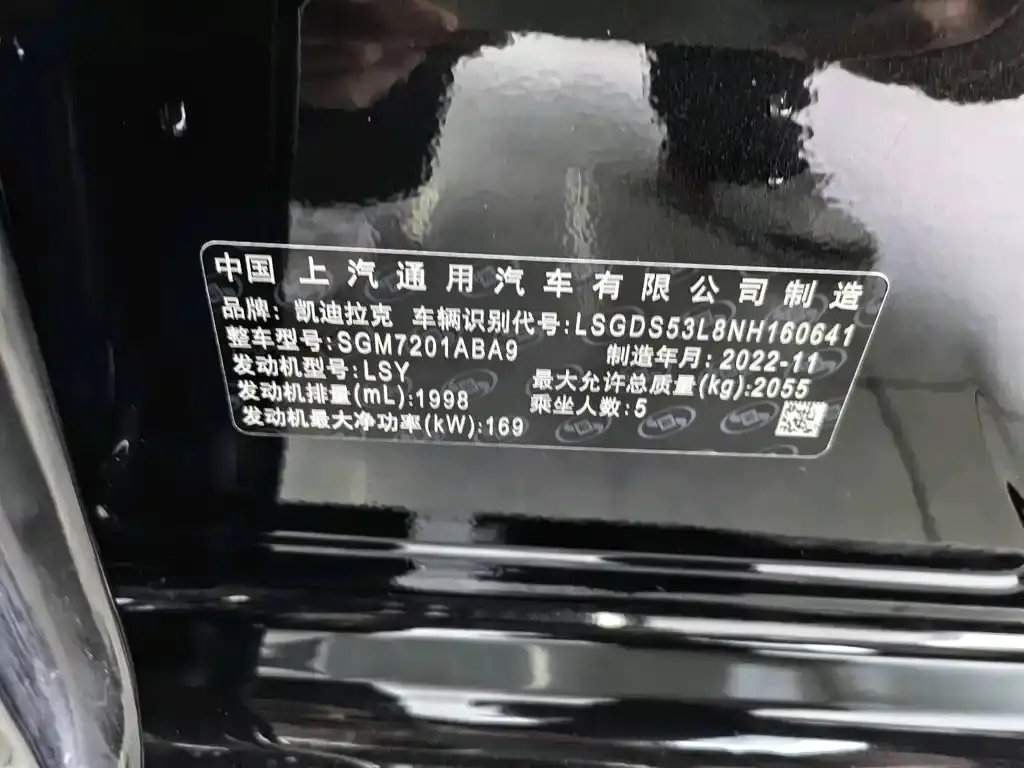 中国 上汽通用汽车有限公司制造
品牌: 凯迪拉克 车辆识别代号:LSGDS53L8NH160641
整车型号:SGM7201ABA9 制造年月: 2022-11
发动机型号:LSY 最大允许总质量(kg):2055
发动机排量(mL):1998 乘坐人数:5
发动机最大净功率(kW):169